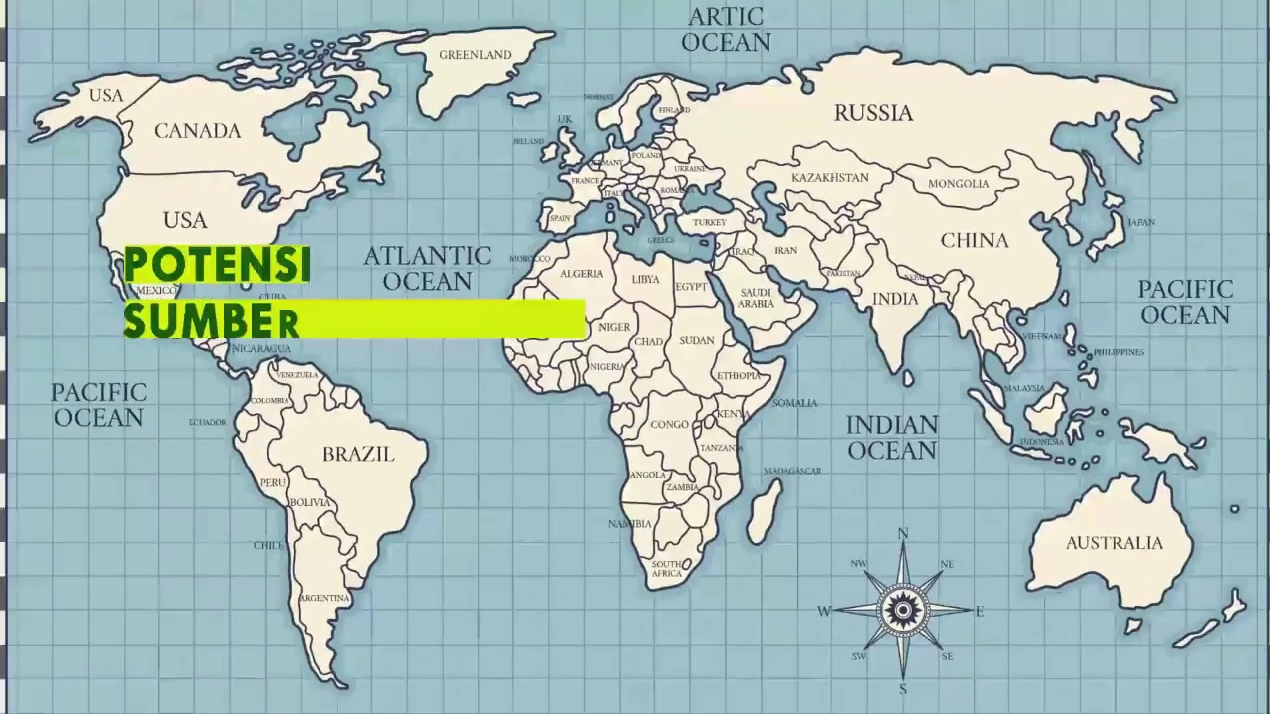 ARTIC
OCEAN
GREENLAND
USA
CANADA
NORWAY
FINLAND
RUSSIA
UK
IRELAND
POLAND
UKRAINE
FRANCE
KAZAKHSTAN
MONGOLIA
USA
SPAIN
TURKEY
JAPAN
GREECE
IRAQ
IRAN
CHINA
POTENSI
ATLANTIC
OCEAN
MOROCCO
ALGERIA
LIBYA
EGYPT
PAKISTAN
NEPAL
MEXICO
SAUDI
ARABIA
INDIA
PACIFIC
OCEAN
CUBA
SUMBER
NIGER
CHAD
SUDAN
VIETNAM
PHILIPPINES
NICARAGUA
NIGERIA
ETHIOPIA
VENEZUELA
COLOMBIA
MALAYSIA
PACIFIC
OCEAN
SOMALIA
KENYA
ECUADOR
CONGO
INDIAN
OCEAN
INDONESIA
TANZANIA
BRAZIL
MADAGASCAR
PERU
ANGOLA
ZAMBIA
BOLIVIA
NAMIBIA
CHILE
AUSTRALIA
SOUTH
AFRICA
ARGENTINA
N
NW
NE
W
E
SW
SE
S